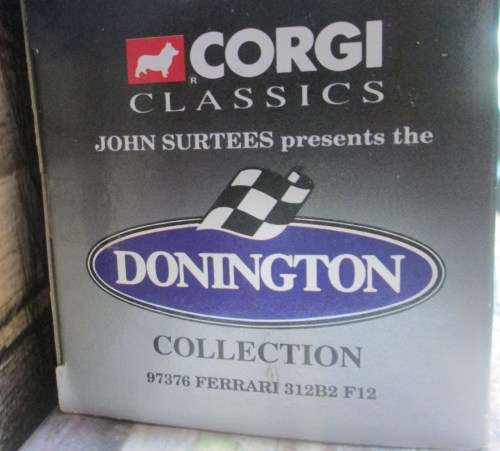 CORGI
®
CLASSICS
JOHN SURTEES presents the
DONINGTON
COLLECTION
97376 FERRARI 312B2 F12